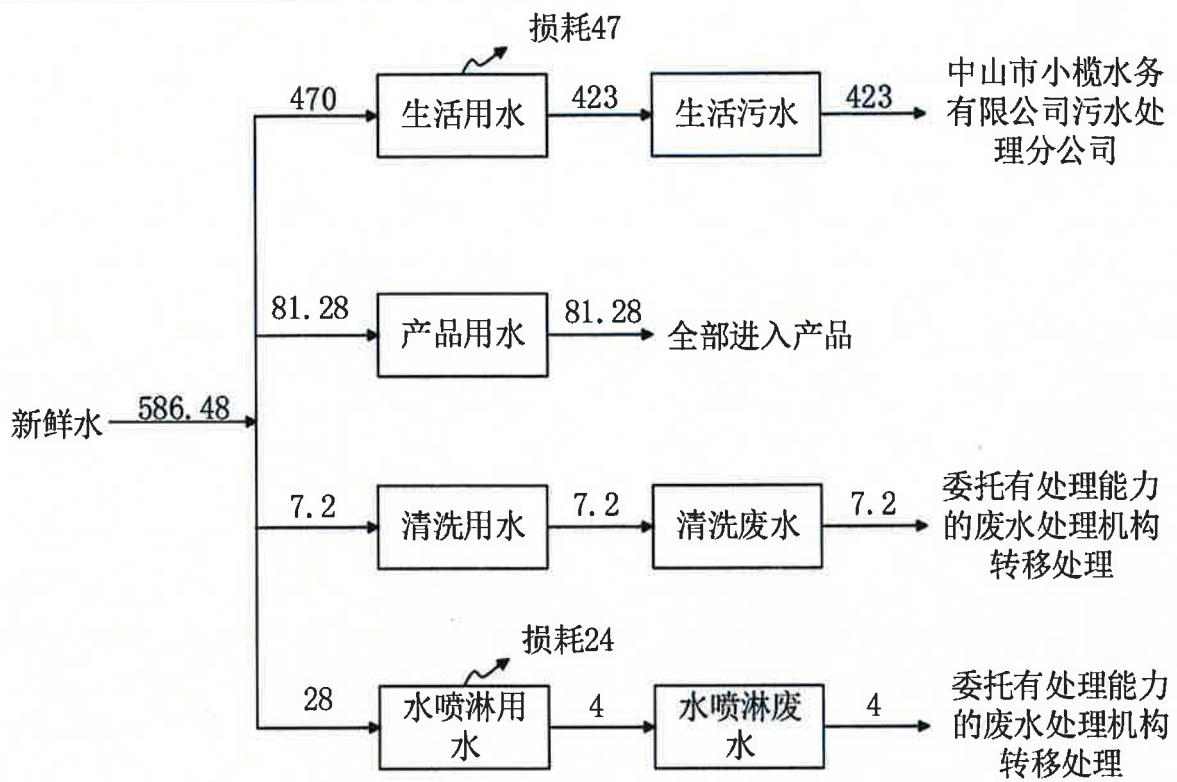 损耗47
470
生活用水
423
生活污水
423
中山市小榄水务
有限公司污水处
理分公司
81.28
产品用水
81.28
全部进入产品
新鲜水
586.48
7.2
清洗用水
7.2
清洗废水
7.2
委托有处理能力
的废水处理机构
转移处理
损耗24
28
水喷淋用
水
4
水喷淋废
水
4
委托有处理能力
的废水处理机构
转移处理